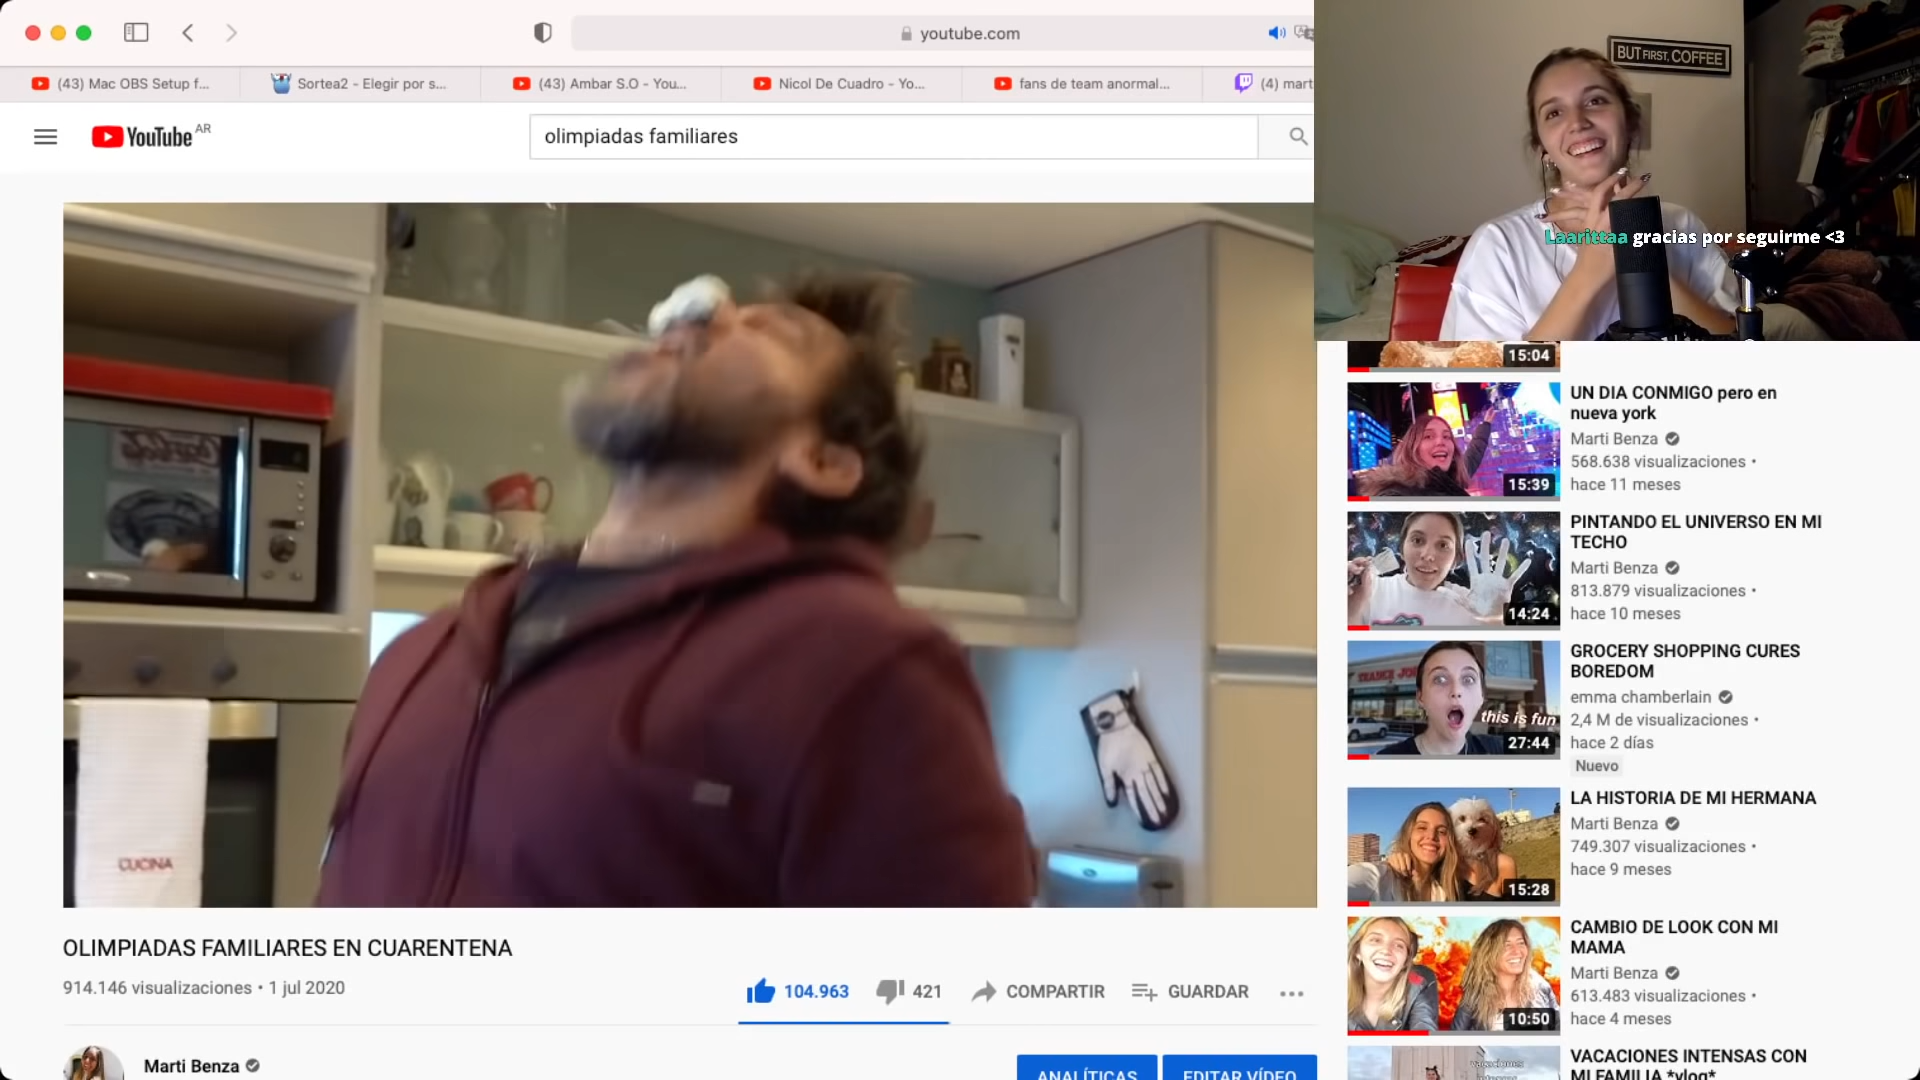 youtube.com
(43) Mac OBS Setup f...
Sortea2 - Elegir por s...
(43) Ambar S.O - You...
Nicol De Cuadro - Yo...
fans de team anormal...
(4) mart
YouTube AR
olimpiadas familiares
BUT FIRST, COFFEE
Laarittaa gracias por seguirme <3
CUCINA
OLIMPIADAS FAMILIARES EN CUARENTENA
914.146 visualizaciones • 1 jul 2020
104.963
421
COMPARTIR
GUARDAR
Marti Benza
ANALÍTICAS
EDITAR VÍDEO
15:04
UN DIA CONMIGO pero en
nueva york
Marti Benza
568.638 visualizaciones •
hace 11 meses
15:39
PINTANDO EL UNIVERSO EN MI
TECHO
Marti Benza
813.879 visualizaciones •
hace 10 meses
14:24
GROCERY SHOPPING CURES
BOREDOM
emma chamberlain
2,4 M de visualizaciones •
hace 2 días
Nuevo
this is fun
27:44
LA HISTORIA DE MI HERMANA
Marti Benza
749.307 visualizaciones •
hace 9 meses
15:28
CAMBIO DE LOOK CON MI
MAMA
Marti Benza
613.483 visualizaciones •
hace 4 meses
10:50
VACACIONES INTENSAS CON
MI FAMILIA *vlog*